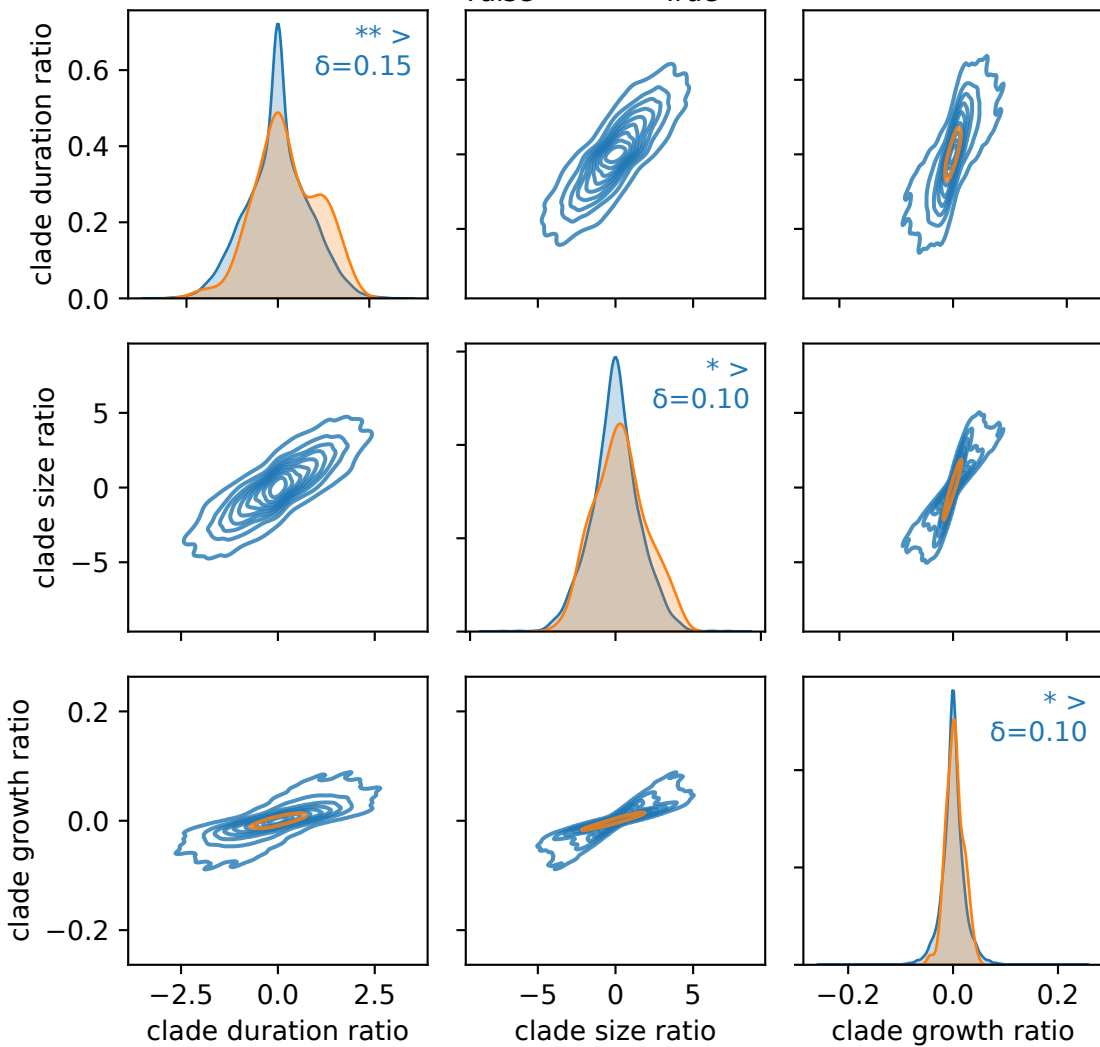 ** >
δ=0.15
clade duration ratio
0.6
0.4
0.2
0.0
* >
δ=0.10
clade size ratio
5
0
−5
* >
δ=0.10
clade growth ratio
0.2
0.0
−0.2
−2.5 0.0 2.5 −5 0 5 −0.2 0.0 0.2
clade duration ratio clade size ratio clade growth ratio